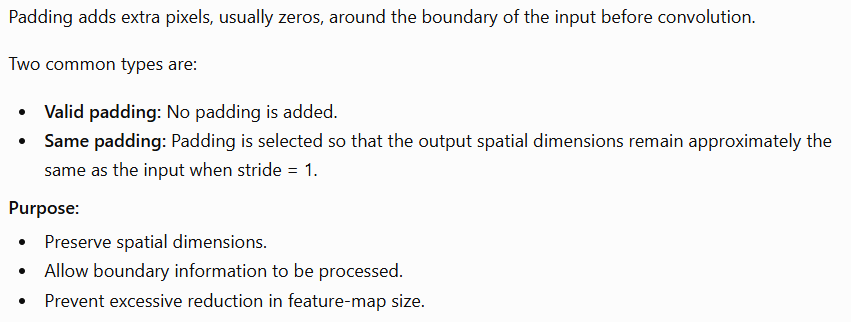 Padding adds extra pixels, usually zeros, around the boundary of the input before convolution.
Two common types are:
• Valid padding: No padding is added.
• Same padding: Padding is selected so that the output spatial dimensions remain approximately the
same as the input when stride = 1.
Purpose:
• Preserve spatial dimensions.
• Allow boundary information to be processed.
• Prevent excessive reduction in feature-map size.